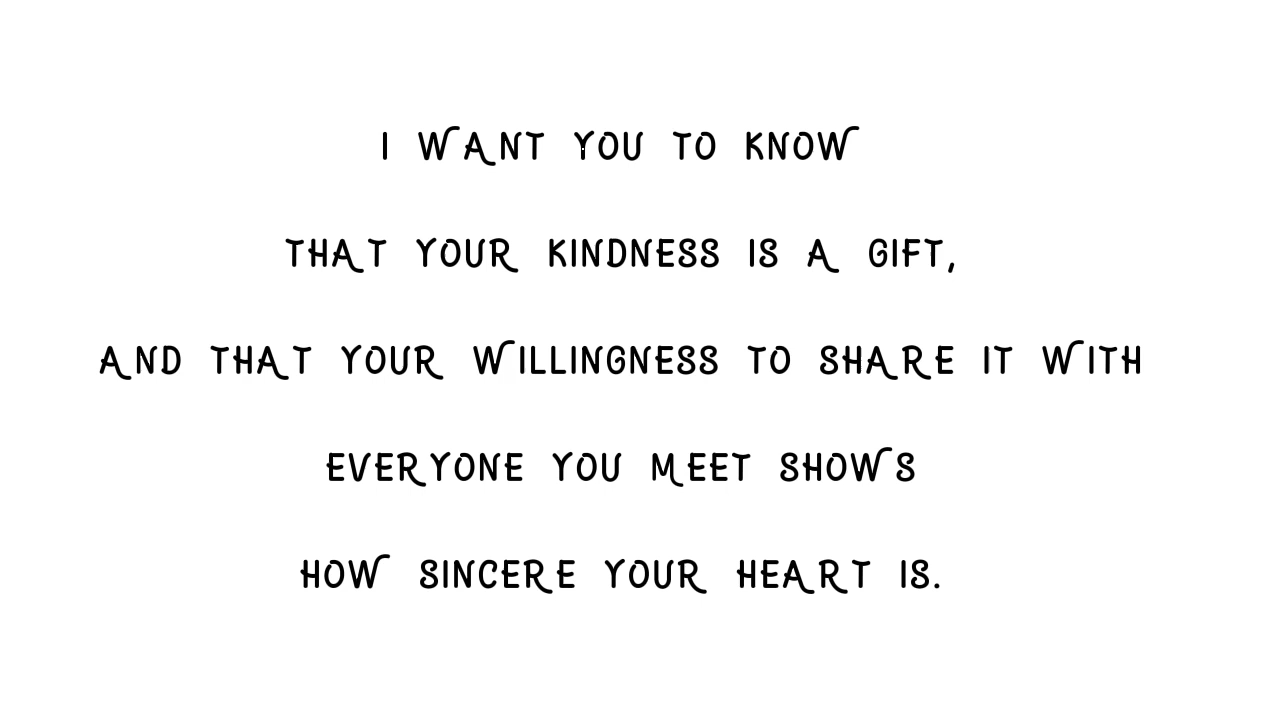 I WANT YOU TO KNOW
THAT YOUR KINDNESS IS A GIFT,
AND THAT YOUR WILLINGNESS TO SHARE IT WITH
EVERYONE YOU MEET SHOWS
HOW SINCERE YOUR HEART IS.